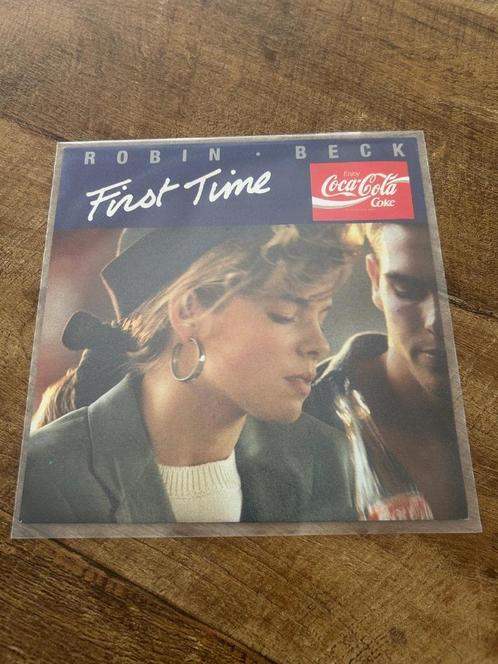 ROBIN · BECK
First Time
Enjoy
Coca-Cola
Coke